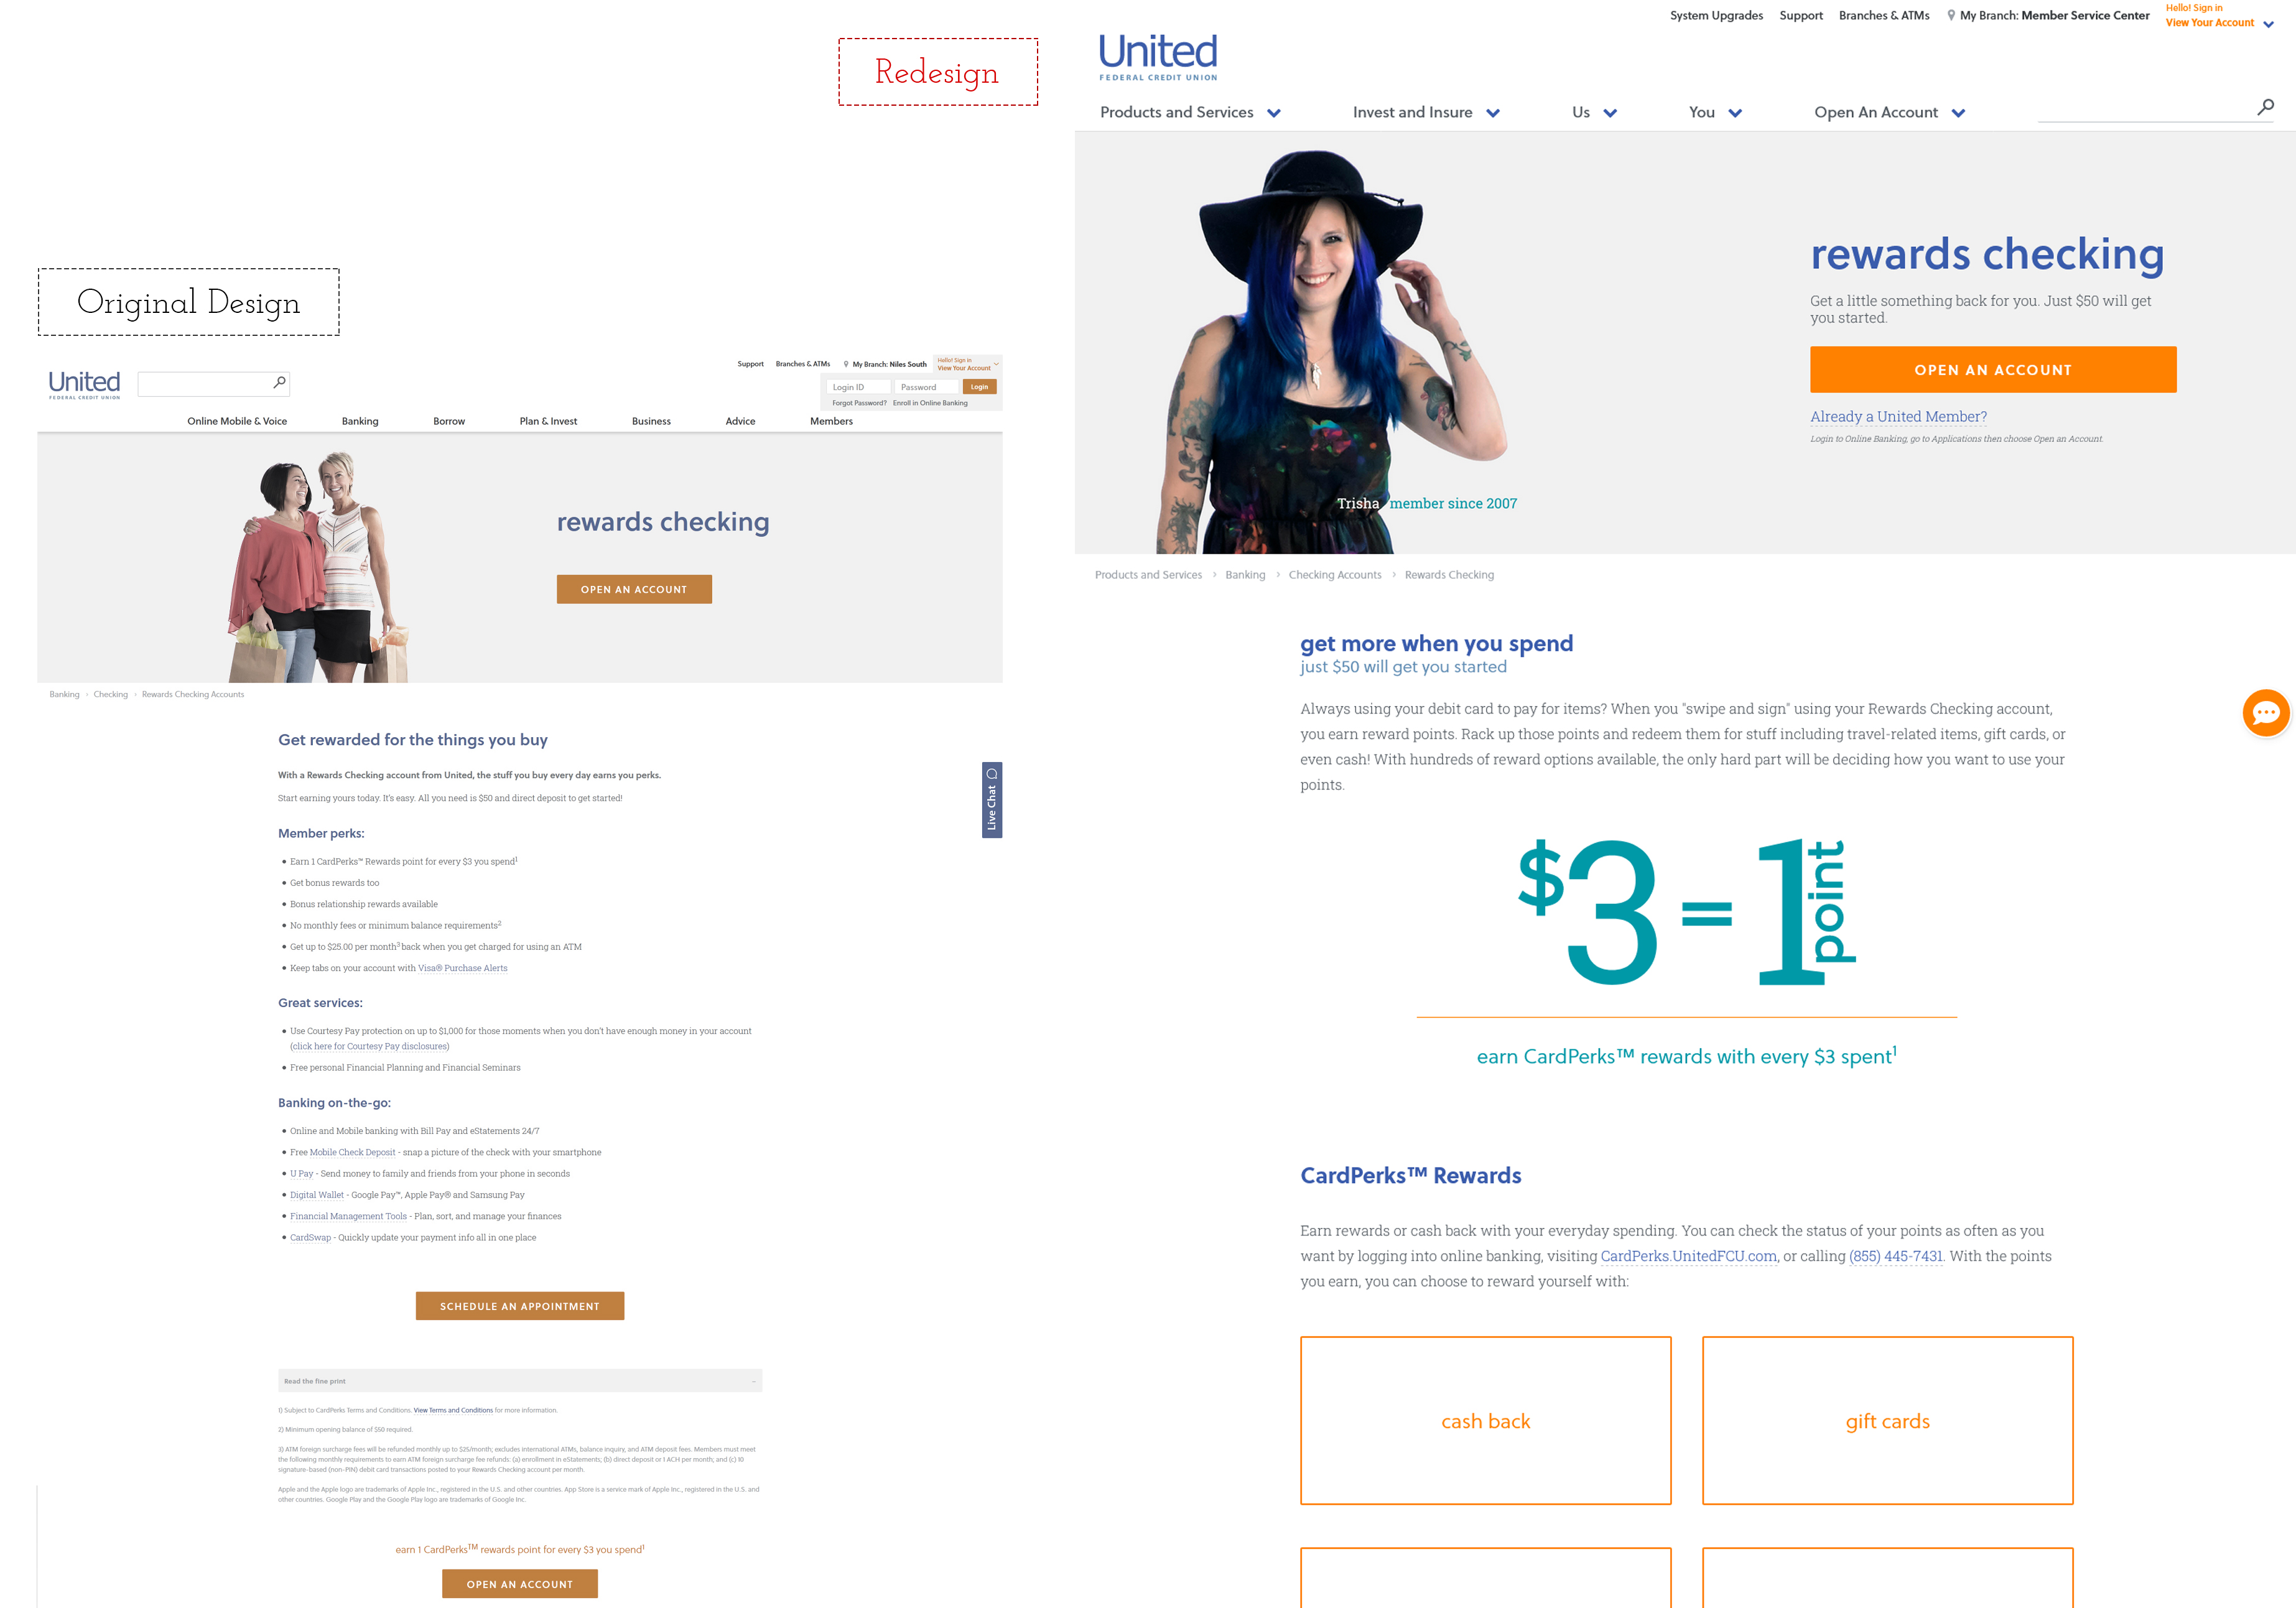 Original Design
United
FEDERAL CREDIT UNION
Support Branches & ATMs My Branch: Niles South
Hello! Sign in
View Your Account
Login ID Password Login
Forgot Password? Enroll in Online Banking
Online Mobile & Voice Banking Borrow Plan & Invest Business Advice Members
rewards checking
OPEN AN ACCOUNT
Banking › Checking › Rewards Checking Accounts
Get rewarded for the things you buy
With a Rewards Checking account from United, the stuff you buy every day earns you perks.
Start earning yours today. It's easy. All you need is $50 and direct deposit to get started!
Live Chat
Member perks:
• Earn 1 CardPerks™ Rewards point for every $3 you spend¹
• Get bonus rewards too
• Bonus relationship rewards available
• No monthly fees or minimum balance requirements²
• Get up to $25.00 per month³ back when you get charged for using an ATM
• Keep tabs on your account with Visa® Purchase Alerts
Great services:
• Use Courtesy Pay protection on up to $1,000 for those moments when you don't have enough money in your account
(click here for Courtesy Pay disclosures)
• Free personal Financial Planning and Financial Seminars
Banking on-the-go:
• Online and Mobile banking with Bill Pay and eStatements 24/7
• Free Mobile Check Deposit - snap a picture of the check with your smartphone
• U Pay - Send money to family and friends from your phone in seconds
• Digital Wallet - Google Pay™, Apple Pay® and Samsung Pay
• Financial Management Tools - Plan, sort, and manage your finances
• CardSwap - Quickly update your payment info all in one place
SCHEDULE AN APPOINTMENT
Read the fine print
1) Subject to CardPerks Terms and Conditions. View Terms and Conditions for more information.
2) Minimum opening balance of $50 required.
3) ATM foreign surcharge fees will be refunded monthly up to $25/month; excludes international ATMs, balance inquiry, and ATM deposit fees. Members must meet
the following monthly requirements to earn ATM foreign surcharge fee refunds: (a) enrollment in eStatements; (b) direct deposit or 1 ACH per month; and (c) 10
signature-based (non-PIN) debit card transactions posted to your Rewards Checking account per month.
Apple and the Apple logo are trademarks of Apple Inc., registered in the U.S. and other countries. App Store is a service mark of Apple Inc., registered in the U.S. and
other countries. Google Play and the Google Play logo are trademarks of Google Inc.
earn 1 CardPerks™ rewards point for every $3 you spend¹
OPEN AN ACCOUNT
Redesign
System Upgrades Support Branches & ATMs My Branch: Member Service Center
Hello! Sign in
View Your Account
United
FEDERAL CREDIT UNION
Products and Services Invest and Insure Us You Open An Account
rewards checking
Get a little something back for you. Just $50 will get
you started.
OPEN AN ACCOUNT
Already a United Member?
Login to Online Banking, go to Applications then choose Open an Account.
Trisha member since 2007
Products and Services › Banking › Checking Accounts › Rewards Checking
get more when you spend
just $50 will get you started
Always using your debit card to pay for items? When you "swipe and sign" using your Rewards Checking account,
you earn reward points. Rack up those points and redeem them for stuff including travel-related items, gift cards, or
even cash! With hundreds of reward options available, the only hard part will be deciding how you want to use your
points.
$3 = 1 point
earn CardPerks™ rewards with every $3 spent¹
CardPerks™ Rewards
Earn rewards or cash back with your everyday spending. You can check the status of your points as often as you
want by logging into online banking, visiting CardPerks.UnitedFCU.com, or calling (855) 445-7431. With the points
you earn, you can choose to reward yourself with:
cash back
gift cards